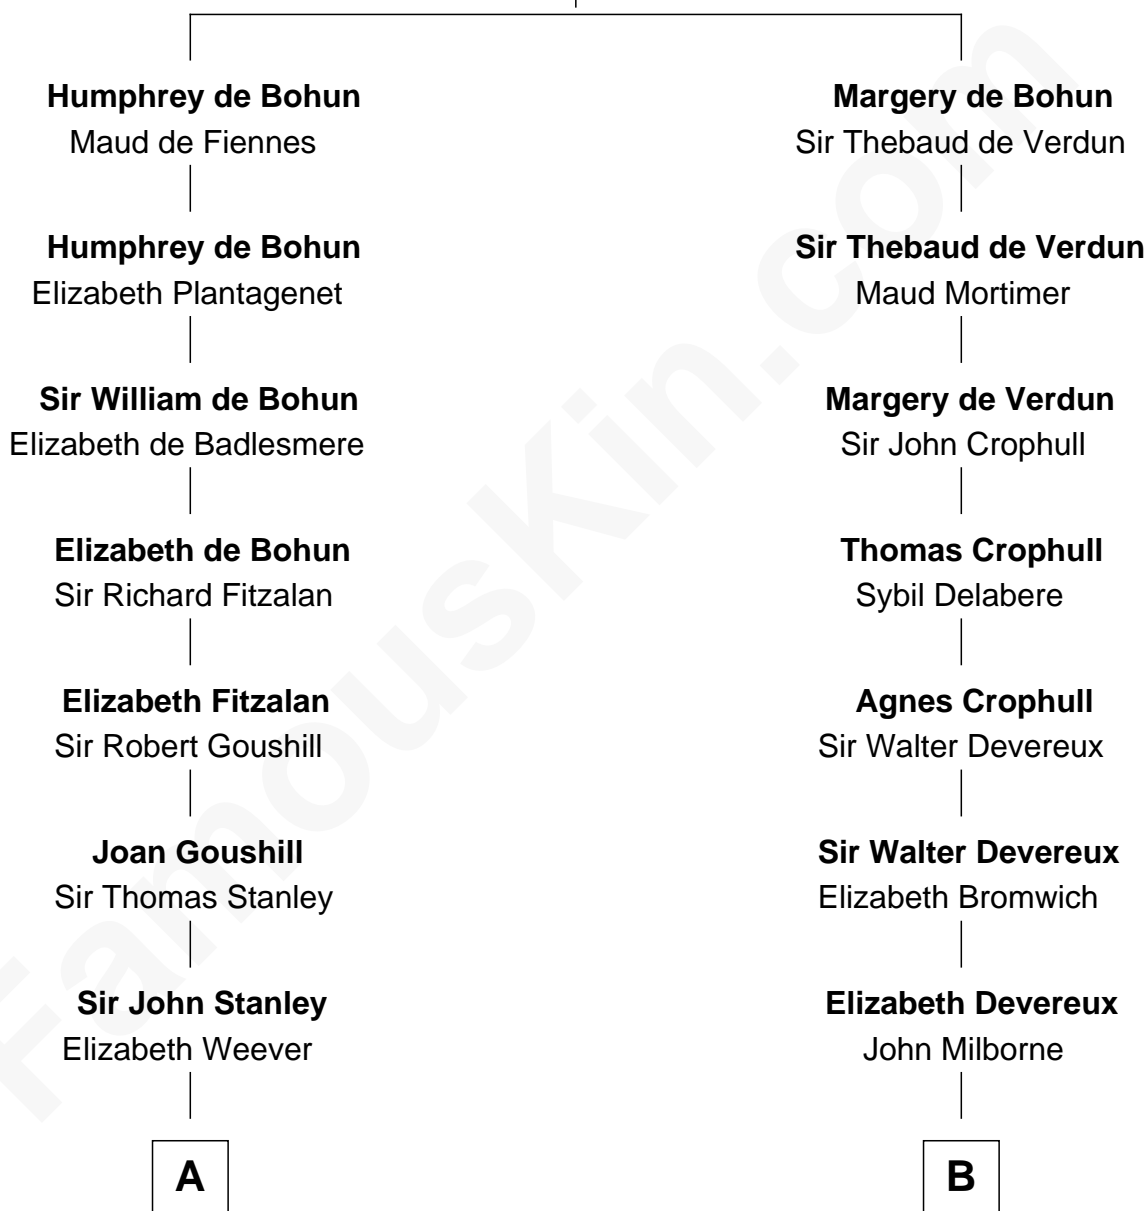 Humphrey de Bohun
Maud de Fiennes
Humphrey de Bohun
Elizabeth Plantagenet
Sir William de Bohun
Elizabeth de Badlesmere
Elizabeth de Bohun
Sir Richard Fitzalan
Elizabeth Fitzalan
Sir Robert Goushill
Joan Goushill
Sir Thomas Stanley
Sir John Stanley
Elizabeth Weever
A
Margery de Bohun
Sir Thebaud de Verdun
Sir Thebaud de Verdun
Maud Mortimer
Margery de Verdun
Sir John Crophull
Thomas Crophull
Sybil Delabere
Agnes Crophull
Sir Walter Devereux
Sir Walter Devereux
Elizabeth Bromwich
Elizabeth Devereux
John Milborne
B
FamousKin.com